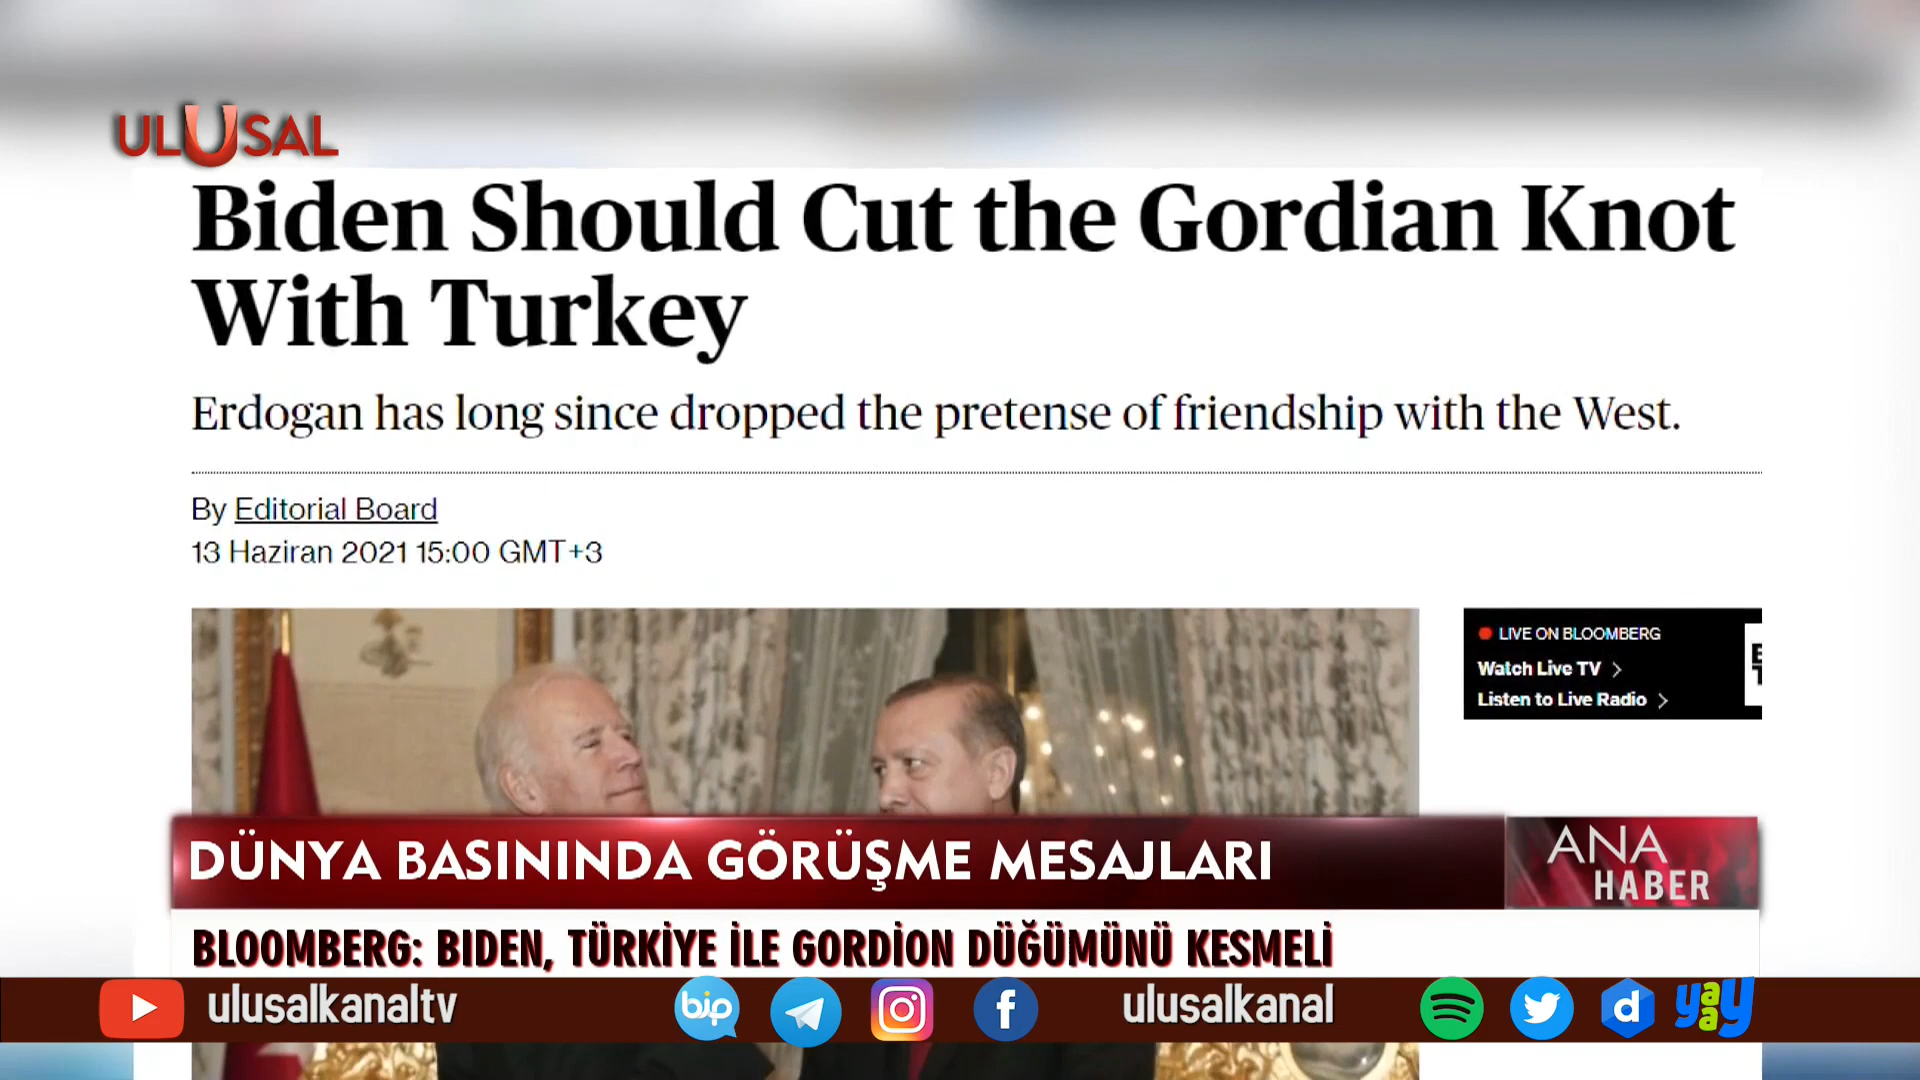 ULUSAL
Biden Should Cut the Gordian Knot
With Turkey
Erdogan has long since dropped the pretense of friendship with the West.
By Editorial Board
13 Haziran 2021 15:00 GMT+3
LIVE ON BLOOMBERG
Watch Live TV >
Listen to Live Radio >
DÜNYA BASININDA GÖRÜŞME MESAJLARI
ANA
HABER
BLOOMBERG: BIDEN, TÜRKİYE İLE GORDİON DÜĞÜMÜNÜ KESMELİ
ulusalkanaltv
bip
ulusalkanal
d
yaay